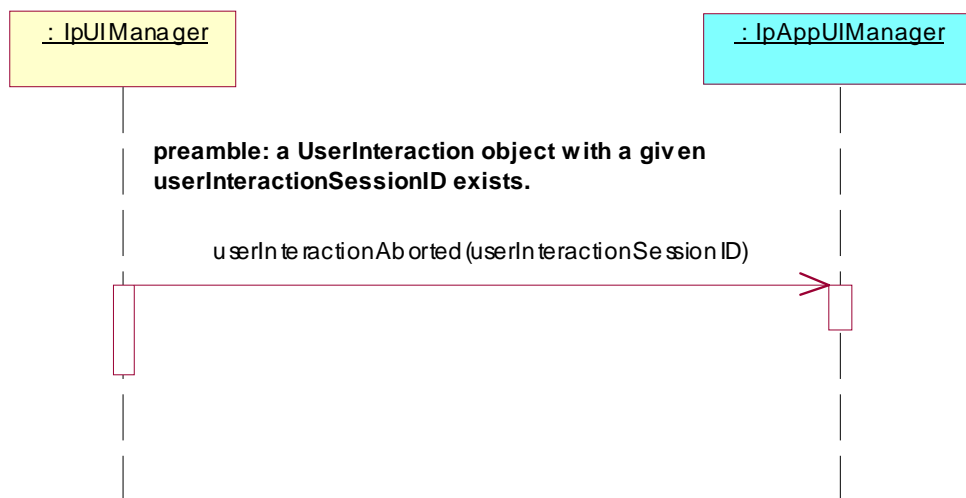 : IpUIManager
: IpAppUIManager
preamble: a UserInteraction object with a given
userInteractionSessionID exists.
userInteractionAborted(userInteractionSessionID)